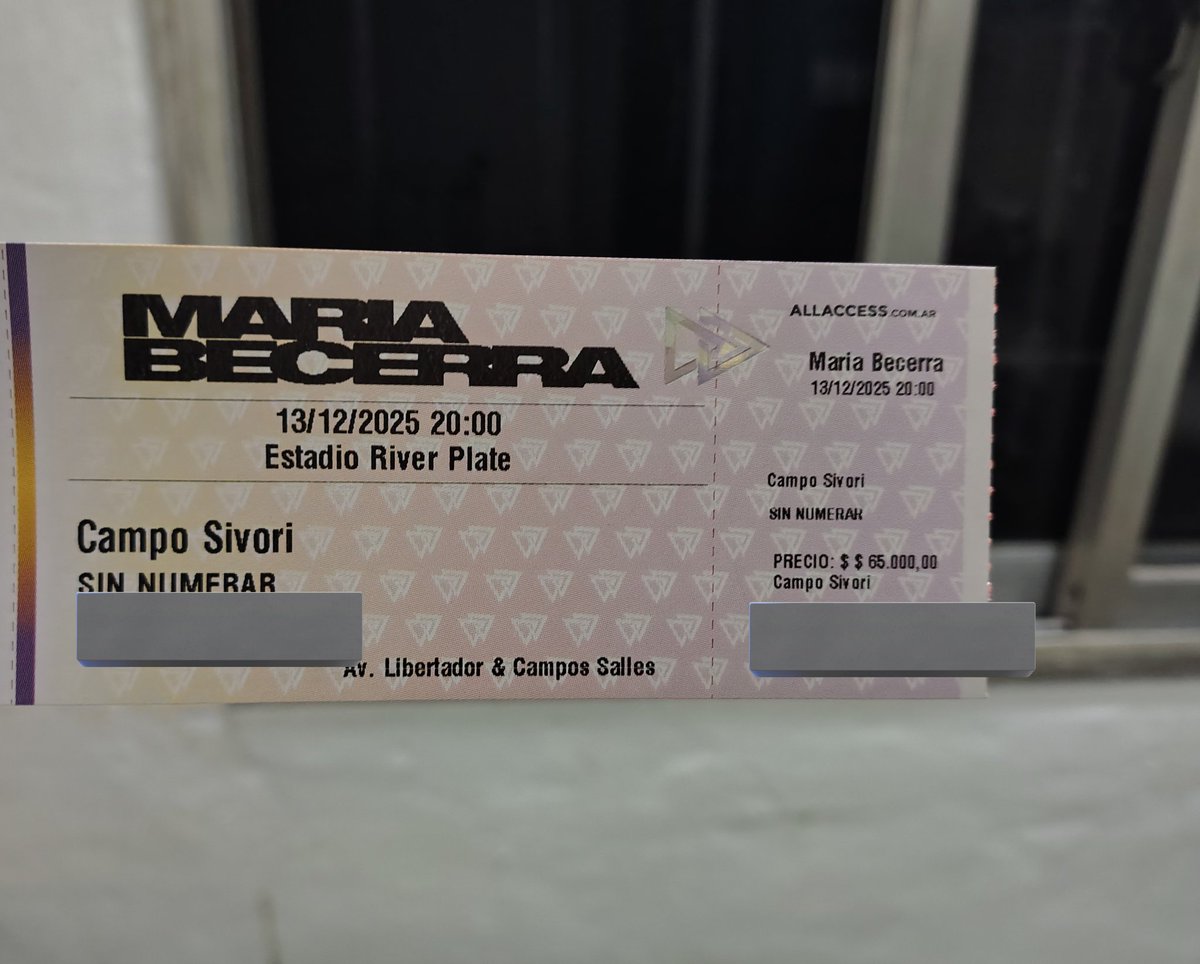 MARIA
BECERRA
13/12/2025 20:00
Estadio River Plate
Campo Sivori
SIN NUMERAR
Av. Libertador & Campos Salles
ALLACCESS.COM.AR
Maria Becerra
13/12/2025 20:00
Campo Sivori
SIN NUMERAR
PRECIO: $ $ 65.000,00
Campo Sivori